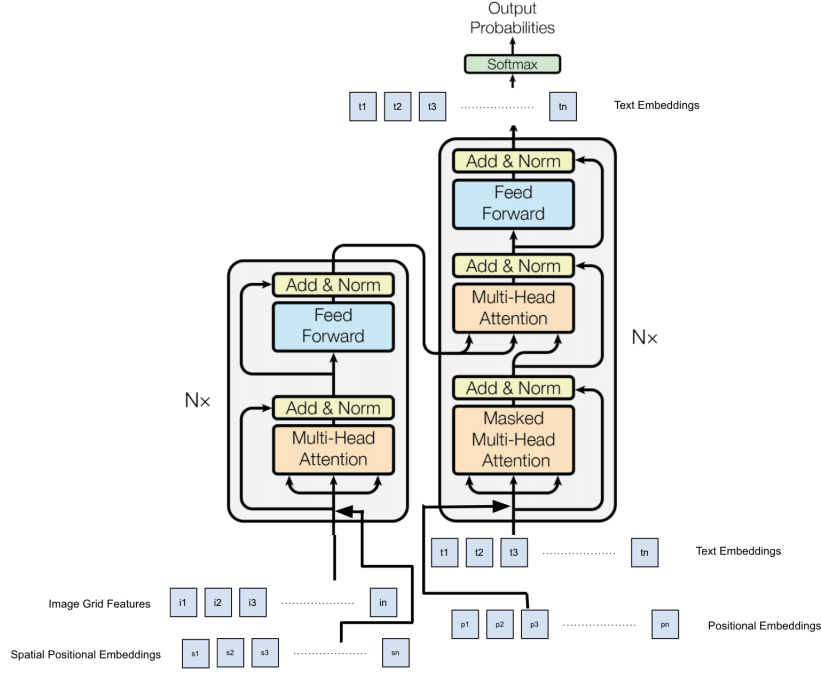 Output
Probabilities
Softmax
t1 t2 t3 ........................... tn Text Embeddings
Add & Norm
Feed
Forward
Add & Norm
Multi-Head
Attention
Nx
Add & Norm
Masked
Multi-Head
Attention
Add & Norm
Feed
Forward
Nx
Add & Norm
Multi-Head
Attention
t1 t2 t3 ........................... tn Text Embeddings
Image Grid Features i1 i2 i3 ........................... in
p1 p2 p3 ........................... pn Positional Embeddings
Spatial Positional Embeddings s1 s2 s3 ........................... sn